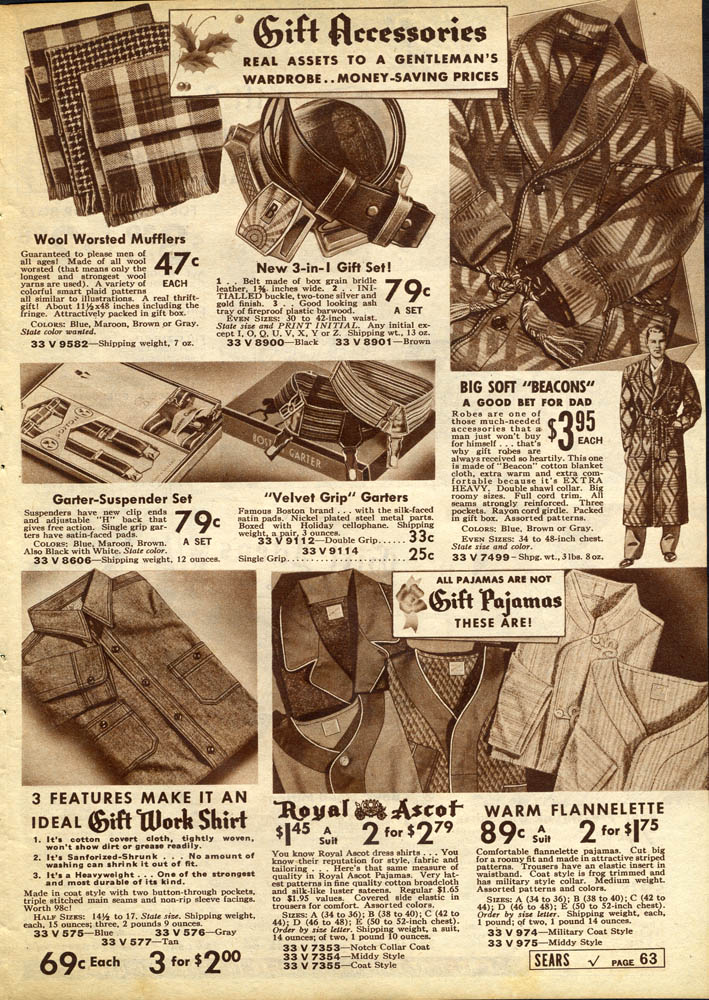 Gift Accessories
REAL ASSETS TO A GENTLEMAN'S
WARDROBE..MONEY-SAVING PRICES
Wool Worsted Mufflers
Guaranteed to please men of
all ages! Made of all wool
worsted (that means only the
longest and strongest wool
yarns are used). A variety of
colorful smart plaid patterns
all similar to illustrations. A real thrift-
gift! About 11½x48 inches including the
fringe. Attractively packed in gift box.
COLORS: Blue, Maroon, Brown or Gray.
State color wanted.
33 V 9582—Shipping weight, 7 oz.
47c
EACH
B
New 3-in-1 Gift Set!
1 . . Belt made of box grain bridle
leather, 1⅜ inches wide. 2 . . INI-
TIALLED buckle, two-tone silver and
gold finish. 3 . . Good looking ash
tray of fireproof plastic barwood.
EVEN SIZES: 30 to 42-inch waist.
State size and PRINT INITIAL. Any initial ex-
cept I, O, Q, U, V, X, Y or Z. Shipping wt., 13 oz.
33 V 8900—Black 33 V 8901—Brown
79c
A SET
BIG SOFT "BEACONS"
A GOOD BET FOR DAD
Robes are one of
those much-needed
accessories that a
man just won't buy
for himself . . . that's
why gift robes are
always received so heartily. This one
is made of "Beacon" cotton blanket
cloth, extra warm and extra com-
fortable because it's EXTRA
HEAVY. Double shawl collar. Big
roomy sizes. Full cord trim. All
seams strongly reinforced. Three
pockets. Rayon cord girdle. Packed
in gift box. Assorted patterns.
COLORS: Blue, Brown or Gray.
EVEN SIZES: 34 to 48-inch chest.
State size and color.
33 V 7499 – Shpg. wt., 3 lbs. 8 oz.
$3.95
EACH
BOSTON
GARTER
Garter-Suspender Set
Suspenders have new clip ends
and adjustable "H" back that
gives free action. Single grip gar-
ters have satin-faced pads.
COLORS: Blue, Maroon, Brown.
Also Black with White. State color.
33 V 8606—Shipping weight, 12 ounces.
79c
A SET
"Velvet Grip" Garters
Famous Boston brand . . . with the silk-faced
satin pads. Nickel plated steel metal parts.
Boxed with Holiday cellophane. Shipping
weight, a pair, 3 ounces.
33 V 9112—Double Grip...... 33c
33 V 9114
Single Grip...................... 25c
ALL PAJAMAS ARE NOT
Gift Pajamas
THESE ARE!
3 FEATURES MAKE IT AN
IDEAL Gift Work Shirt
1. It's cotton covert cloth, tightly woven,
won't show dirt or grease readily.
2. It's Sanforized-Shrunk . . . No amount of
washing can shrink it out of fit.
3. It's a Heavyweight . . . One of the strongest
and most durable of its kind.
Made in coat style with two button-through pockets,
triple stitched main seams and non-rip sleeve facings.
Worth 98c!
HALF SIZES: 14½ to 17. State size. Shipping weight,
each, 15 ounces; three, 2 pounds 9 ounces.
33 V 575—Blue 33 V 576—Gray
33 V 577—Tan
69c Each 3 for $2.00
Royal Ascot
$1.45 A Suit 2 for $2.79
You know Royal Ascot dress shirts . . . You
know their reputation for style, fabric and
tailoring . . . Here's that same measure of
quality in Royal Ascot Pajamas. Very lat-
est patterns in fine quality cotton broadcloth
and silk-like luster sateens. Regular $1.65
to $1.95 values. Covered side elastic in
trousers for comfort. Assorted colors.
SIZES: A (34 to 36); B (38 to 40); C (42 to
44); D (46 to 48); E (50 to 52-inch chest).
Order by size letter. Shipping weight, a suit,
14 ounces; of two, 1 pound 10 ounces.
33 V 7353—Notch Collar Coat
33 V 7354—Middy Style
33 V 7355—Coat Style
WARM FLANNELETTE
89c A Suit 2 for $1.75
Comfortable flannelette pajamas. Cut big
for a roomy fit and made in attractive striped
patterns. Trousers have an elastic insert in
waistband. Coat style is frog trimmed and
has military style collar. Medium weight.
Assorted patterns and colors.
SIZES: A (34 to 36); B (38 to 40); C (42 to
44); D (46 to 48); E (50 to 52-inch chest).
Order by size letter. Shipping weight, each,
1 pound; of two, 1 pound 14 ounces.
33 V 974—Military Coat Style
33 V 975—Middy Style
SEARS √ PAGE 63